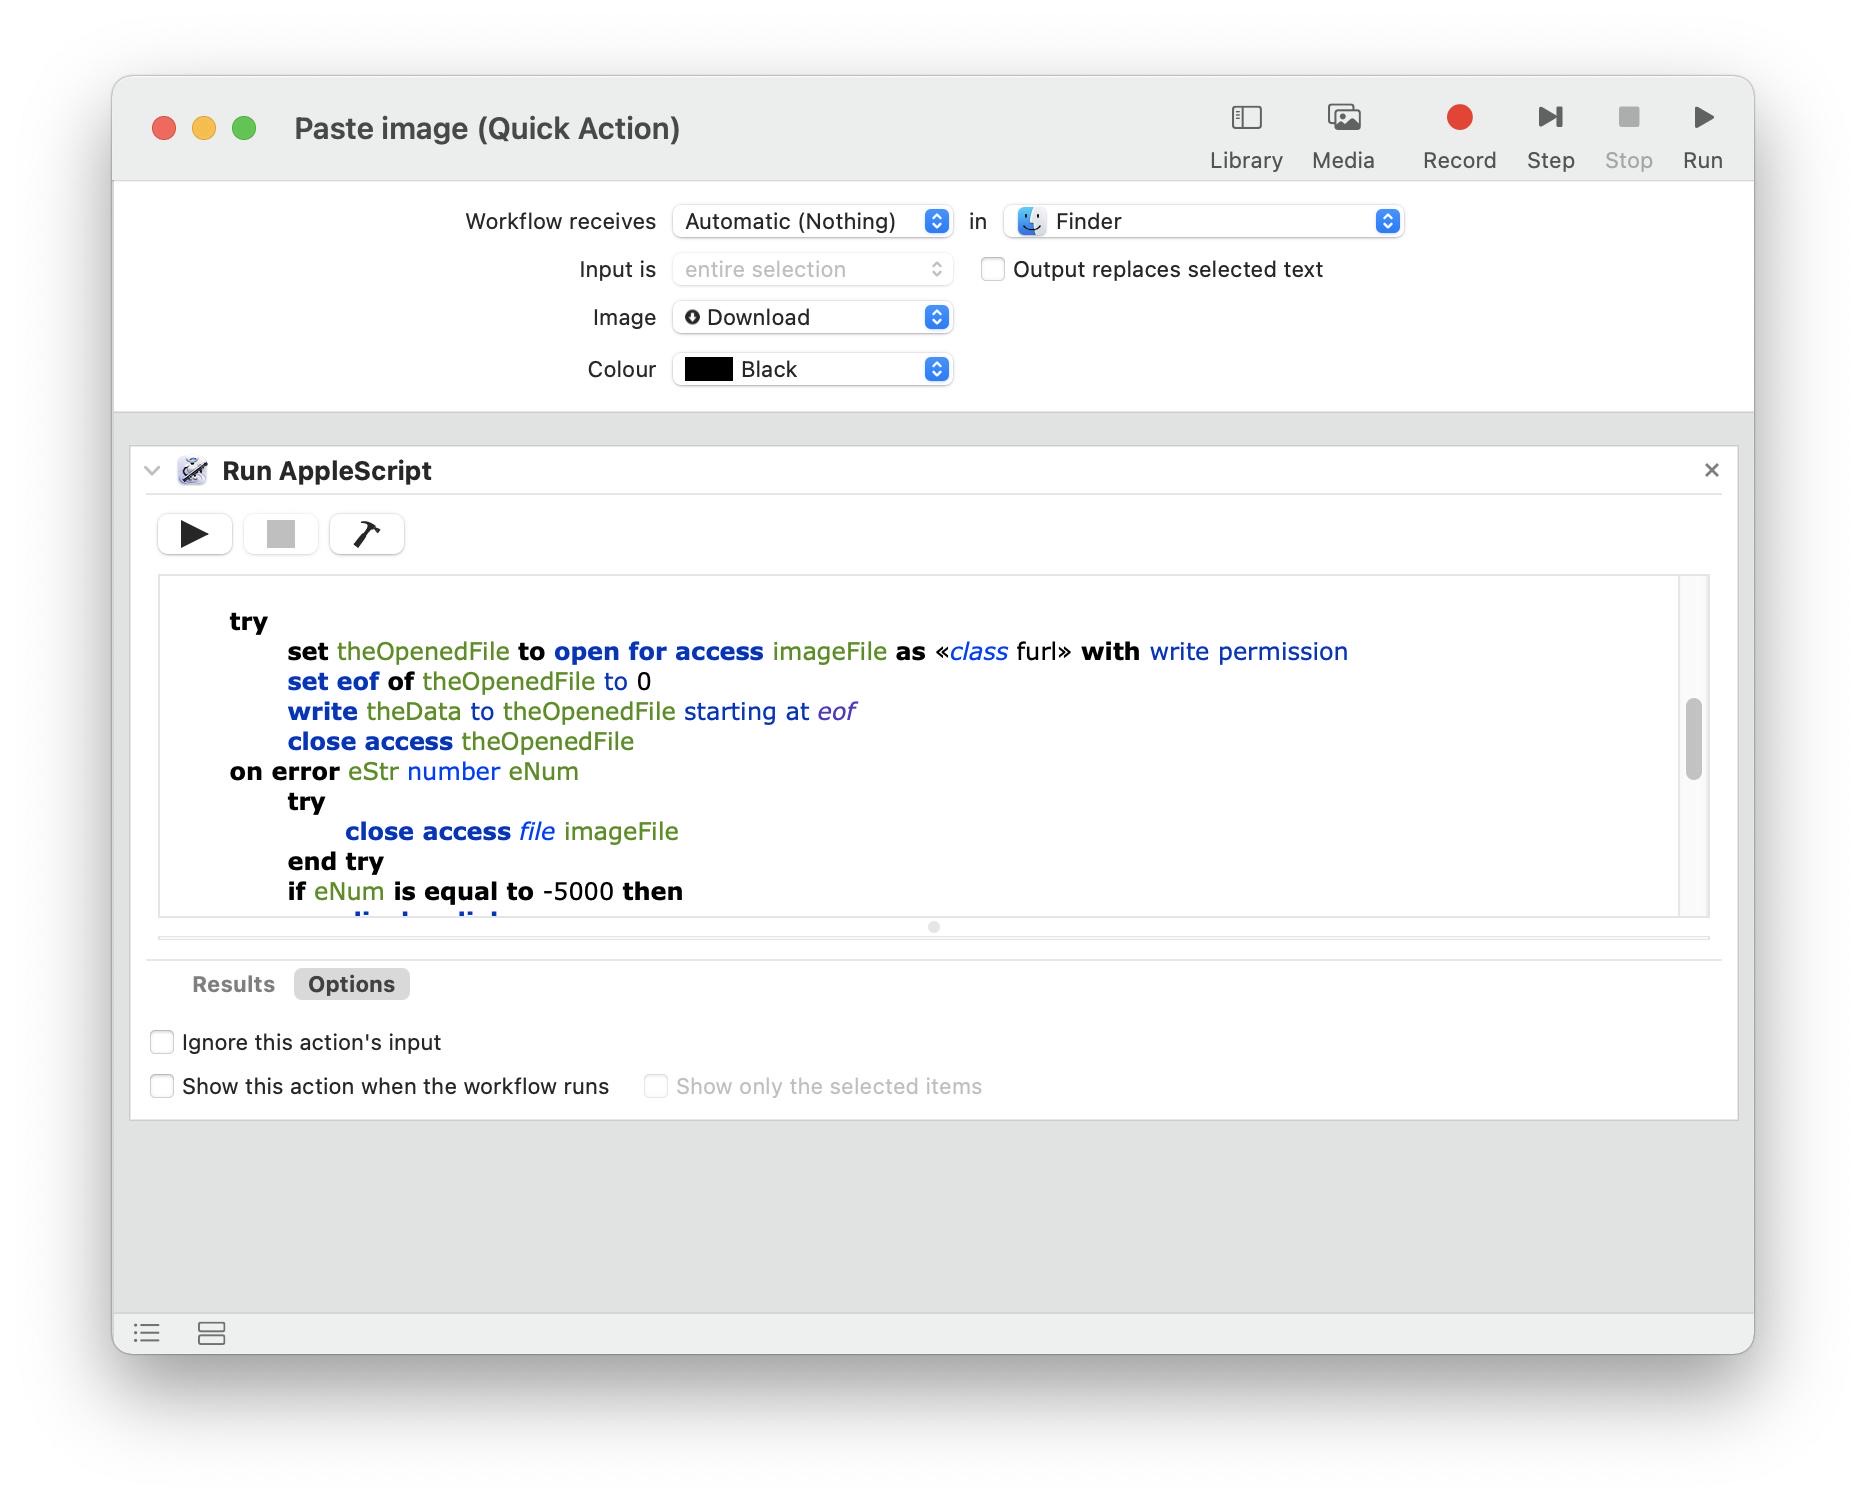 Paste image (Quick Action)
Library Media Record Step Stop Run
Workflow receives Automatic (Nothing) in Finder
Input is entire selection Output replaces selected text
Image Download
Colour Black
Run AppleScript
try
set theOpenedFile to open for access imageFile as «class furl» with write permission
set eof of theOpenedFile to 0
write theData to theOpenedFile starting at eof
close access theOpenedFile
on error eStr number eNum
try
close access file imageFile
end try
if eNum is equal to -5000 then
Results Options
Ignore this action's input
Show this action when the workflow runs Show only the selected items